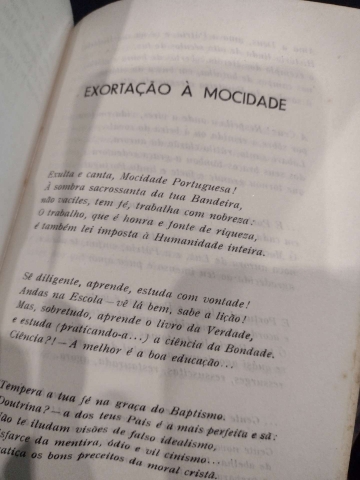 EXORTAÇÃO À MOCIDADE
Exulta e canta, Mocidade Portuguesa!
À sombra sacrossanta da tua Bandeira,
não vaciles, tem fé, trabalha com nobreza:
O trabalho, que é honra e fonte de riqueza,
é também lei imposta à Humanidade inteira.
Sê diligente, aprende, estuda com vontade!
Andas na Escola — vê lá bem, sabe a lição!
Mas, sobretudo, aprende o livro da Verdade,
e estuda (praticando-a...) a ciência da Bondade.
Ciência?! — A melhor é a boa educação...
Tempera a tua fé na graça do Baptismo.
Doutrina? — a dos teus Pais é a mais perfeita e sã:
Não te iludam visões de falso idealismo,
disfarce da mentira, ódio e vil cinismo...
os bons preceitos da moral cristã.